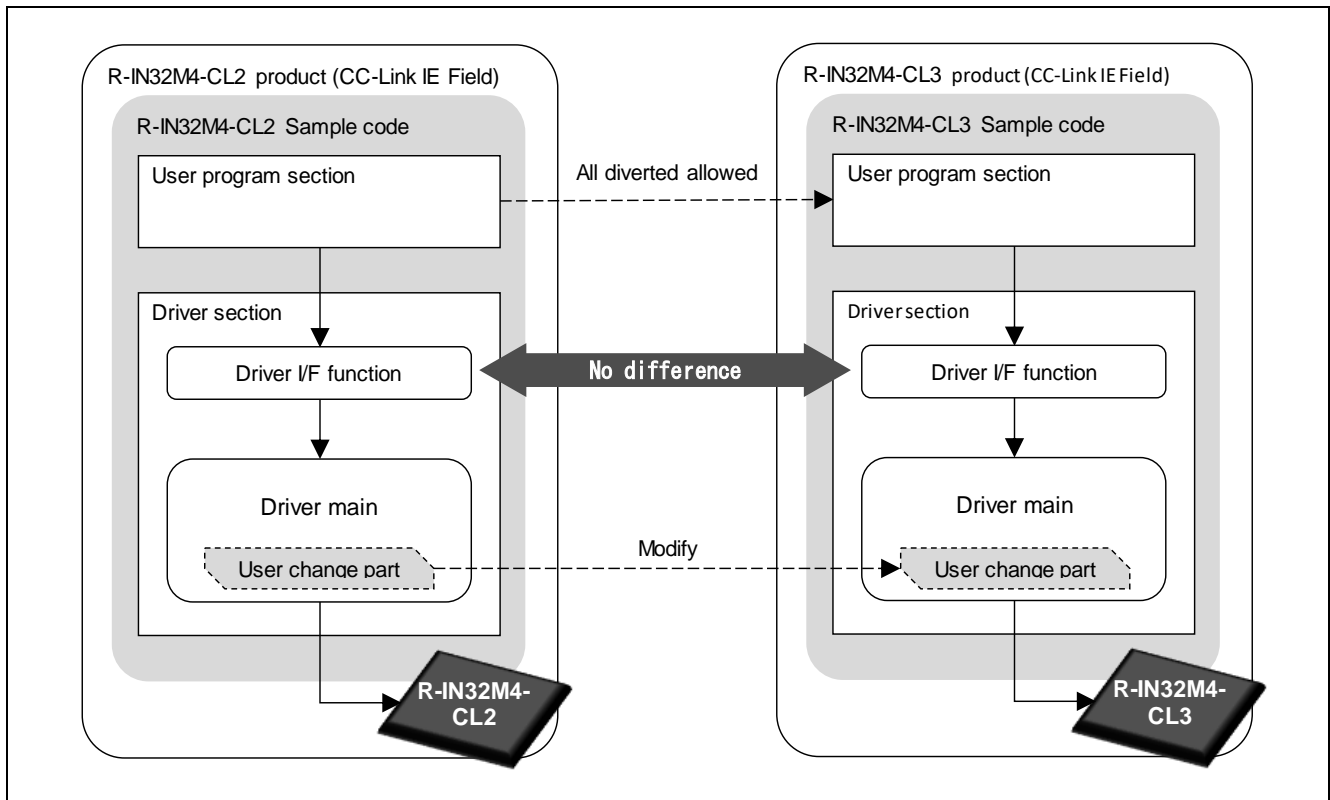 R-IN32M4-CL2 product (CC-Link IE Field)
R-IN32M4-CL2 Sample code
User program section
Driver section
Driver I/F function
Driver main
User change part
R-IN32M4-
CL2
All diverted allowed
No difference
Modify
R-IN32M4-CL3 product (CC-Link IE Field)
R-IN32M4-CL3 Sample code
User program section
Driver section
Driver I/F function
Driver main
User change part
R-IN32M4-
CL3